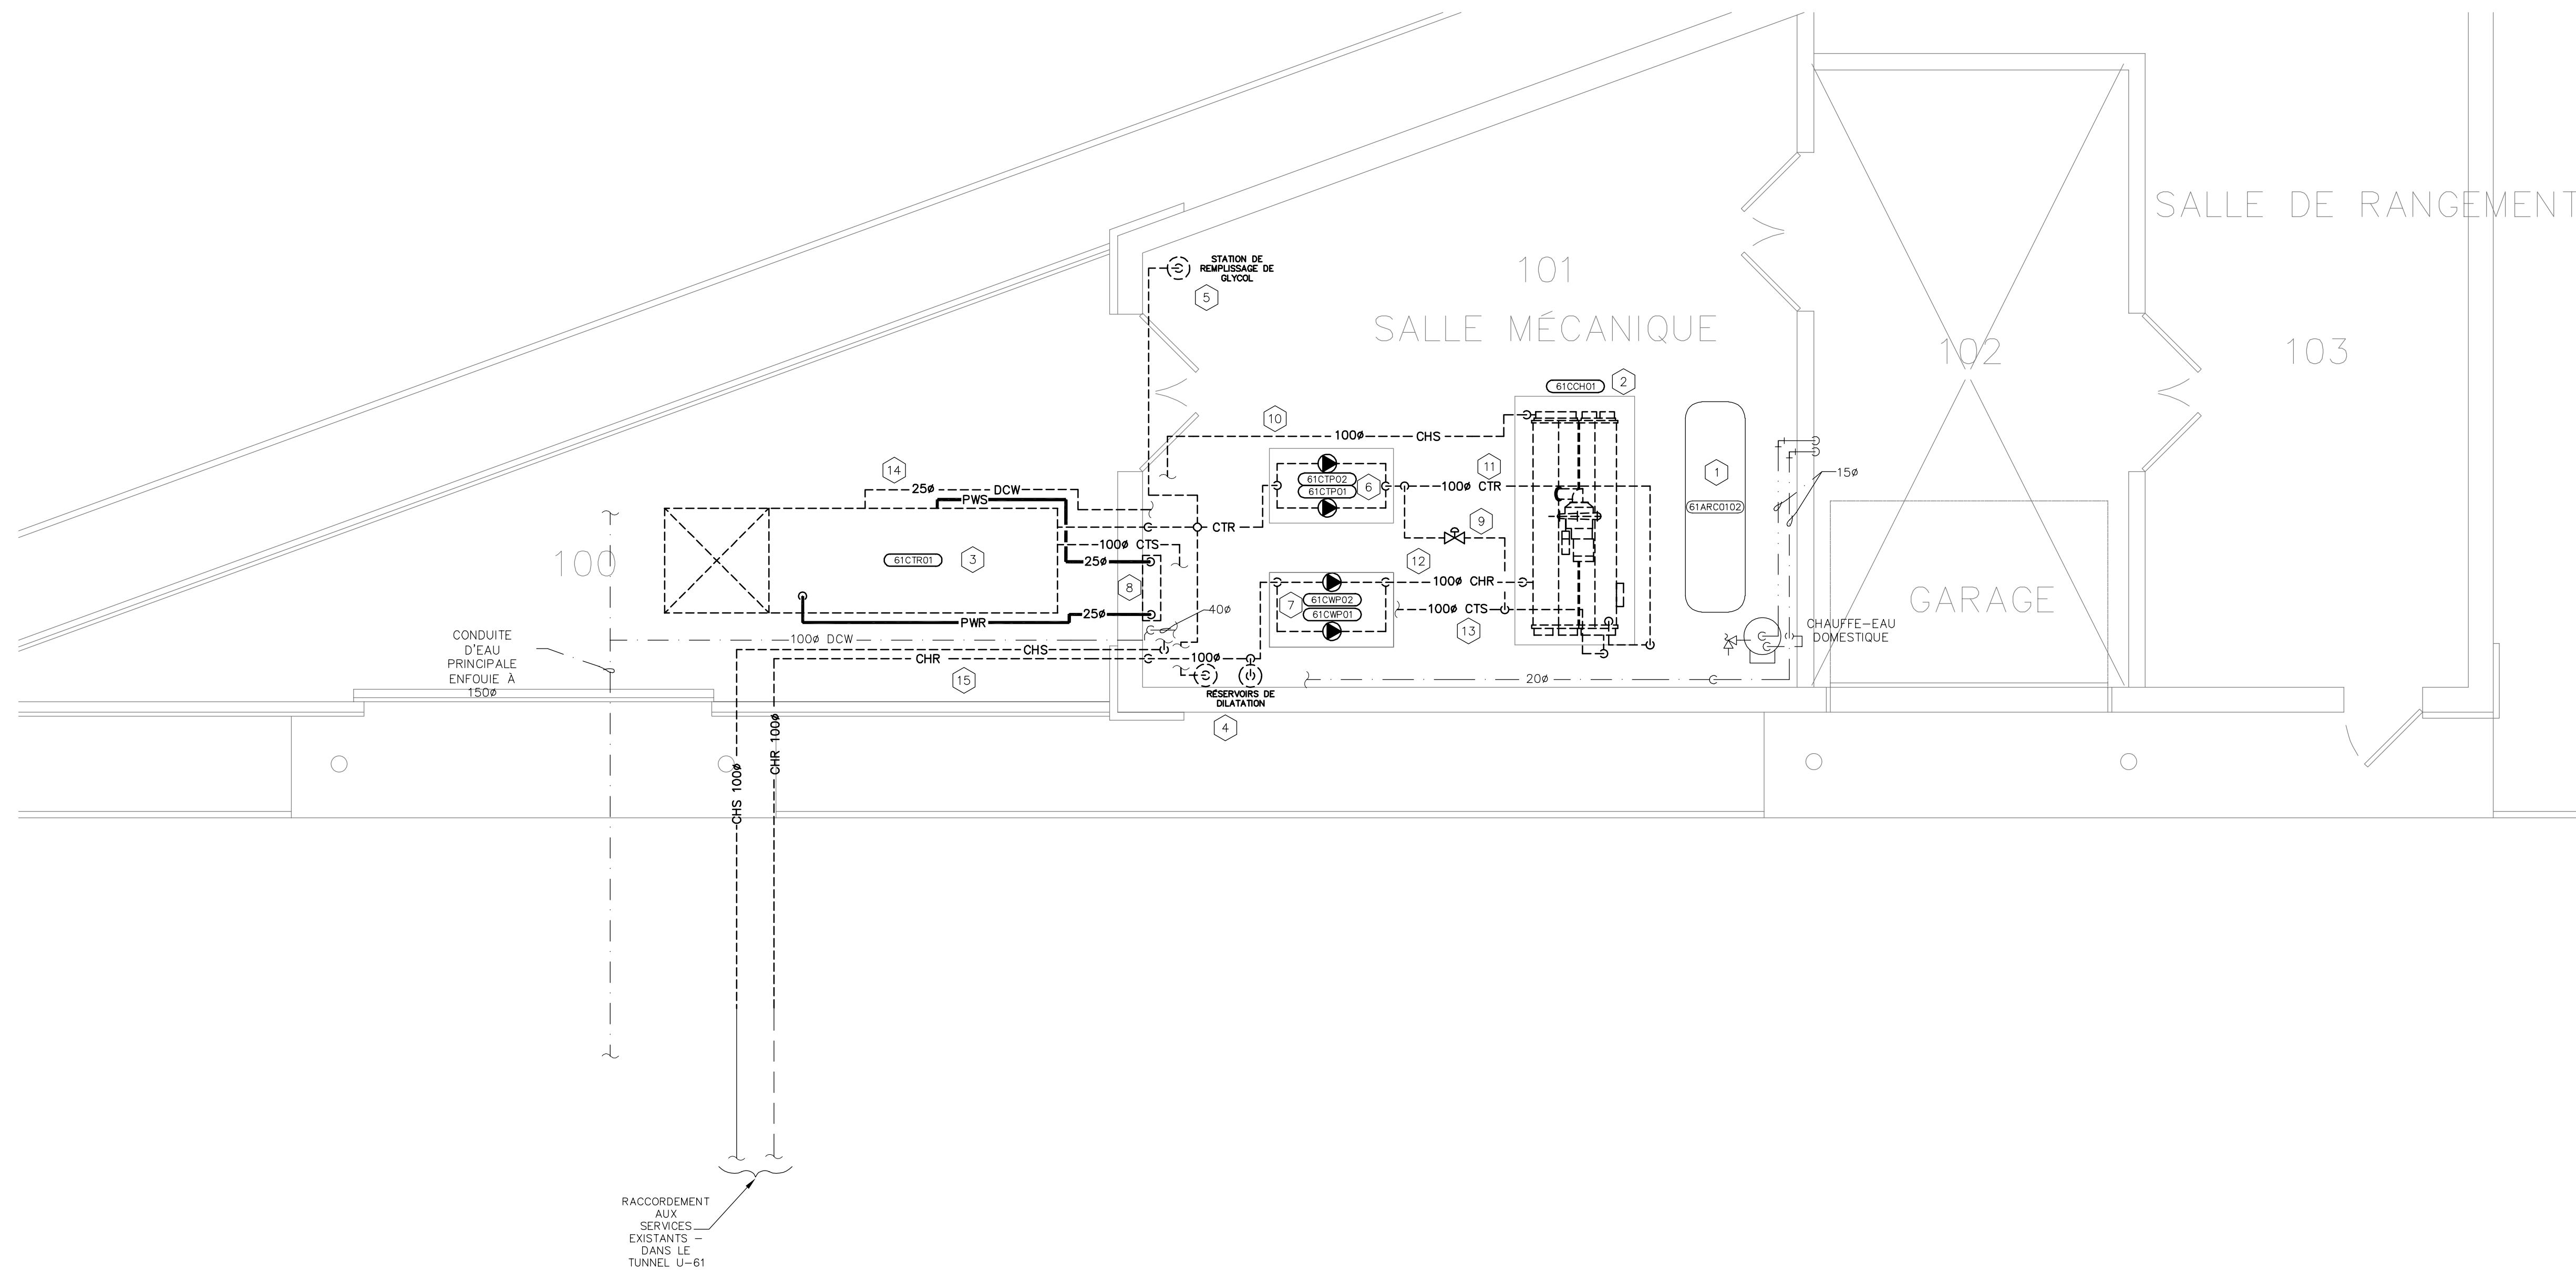 SALLE DE RANGEMENT
STATION DE
REMPLISSAGE DE
GLYCOL
5
101
SALLE MÉCANIQUE
102
103
61CCH01
2
10
100ø
CHS
14
25ø
DCW
PWS
61CTP02
61CTP01
6
11
100ø CTR
1
61ARC0102
15ø
CTR
9
100
61CTR01
3
100ø CTS
25ø
8
12
100ø CHR
7
61CWP02
61CWP01
100ø CTS
13
GARAGE
40ø
25ø
PWR
CHAUFFE-EAU
DOMESTIQUE
CONDUITE
D'EAU
PRINCIPALE
ENFOUIE À
150ø
100ø DCW
CHS
CHR
100ø
15
20ø
RÉSERVOIRS DE
DILATATION
4
CHS 100ø
CHR 100ø
RACCORDEMENT
AUX
SERVICES
EXISTANTS –
DANS LE
TUNNEL U-61